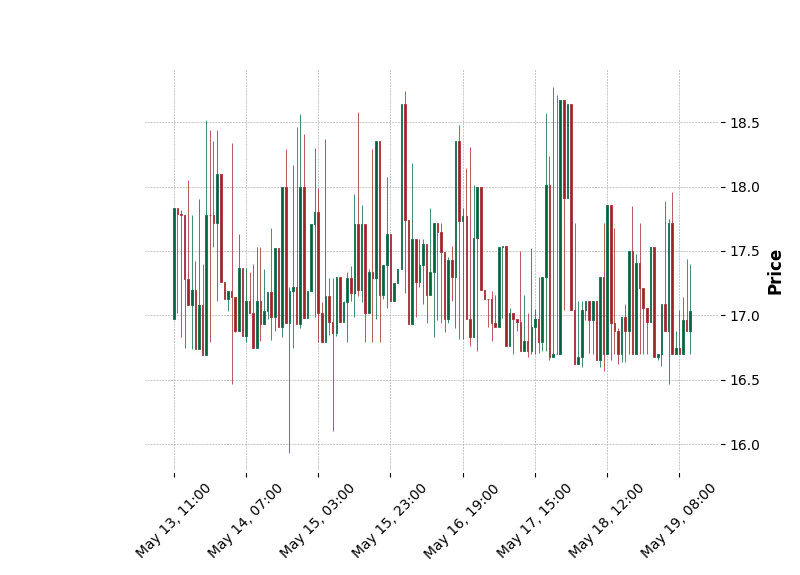 18.5
18.0
17.5
17.0
16.5
16.0
Price
May 13, 11:00
May 14, 07:00
May 15, 03:00
May 15, 23:00
May 16, 19:00
May 17, 15:00
May 18, 12:00
May 19, 08:00